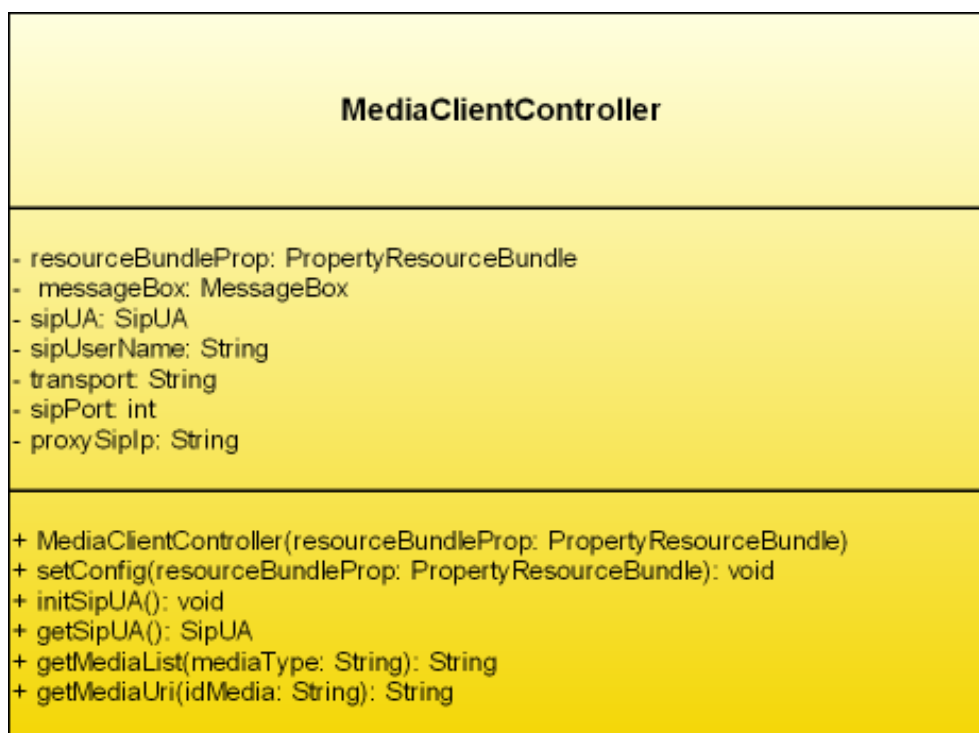 MediaClientController
- resourceBundleProp: PropertyResourceBundle
- messageBox: MessageBox
- sipUA: SipUA
- sipUserName: String
- transport: String
- sipPort: int
- proxySipIp: String
+ MediaClientController(resourceBundleProp: PropertyResourceBundle)
+ setConfig(resourceBundleProp: PropertyResourceBundle): void
+ initSipUA(): void
+ getSipUA(): SipUA
+ getMediaList(mediaType: String): String
+ getMediaUri(idMedia: String): String